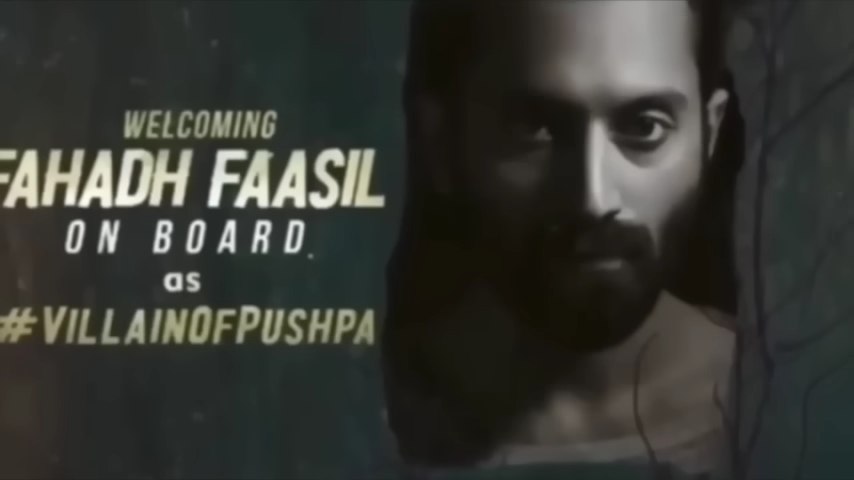 WELCOMING
FAHADH FAASIL
ON BOARD.
as
#VILLAINOFPUSHPA